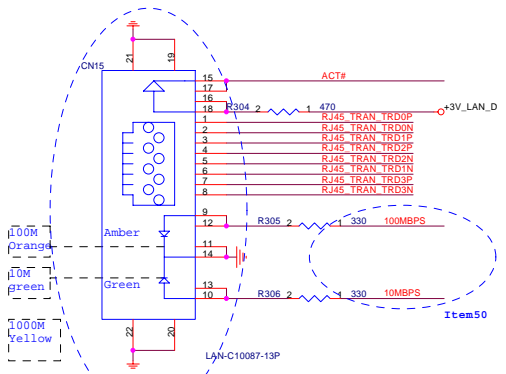 21
19
CN15
15
ACT#
17
16
18
R304
2
1
470
+3V_LAN_D
1
RJ45_TRAN_TRD0P
2
RJ45_TRAN_TRD0N
3
RJ45_TRAN_TRD1P
4
RJ45_TRAN_TRD2P
5
RJ45_TRAN_TRD2N
6
RJ45_TRAN_TRD1N
7
RJ45_TRAN_TRD3P
8
RJ45_TRAN_TRD3N
9
12
R305
2
1
330
100MBPS
100M
Orange
Amber
11
14
10M
green
Green
13
10
R306
2
1
330
10MBPS
Item50
1000M
Yellow
22
20
LAN-C10087-13P